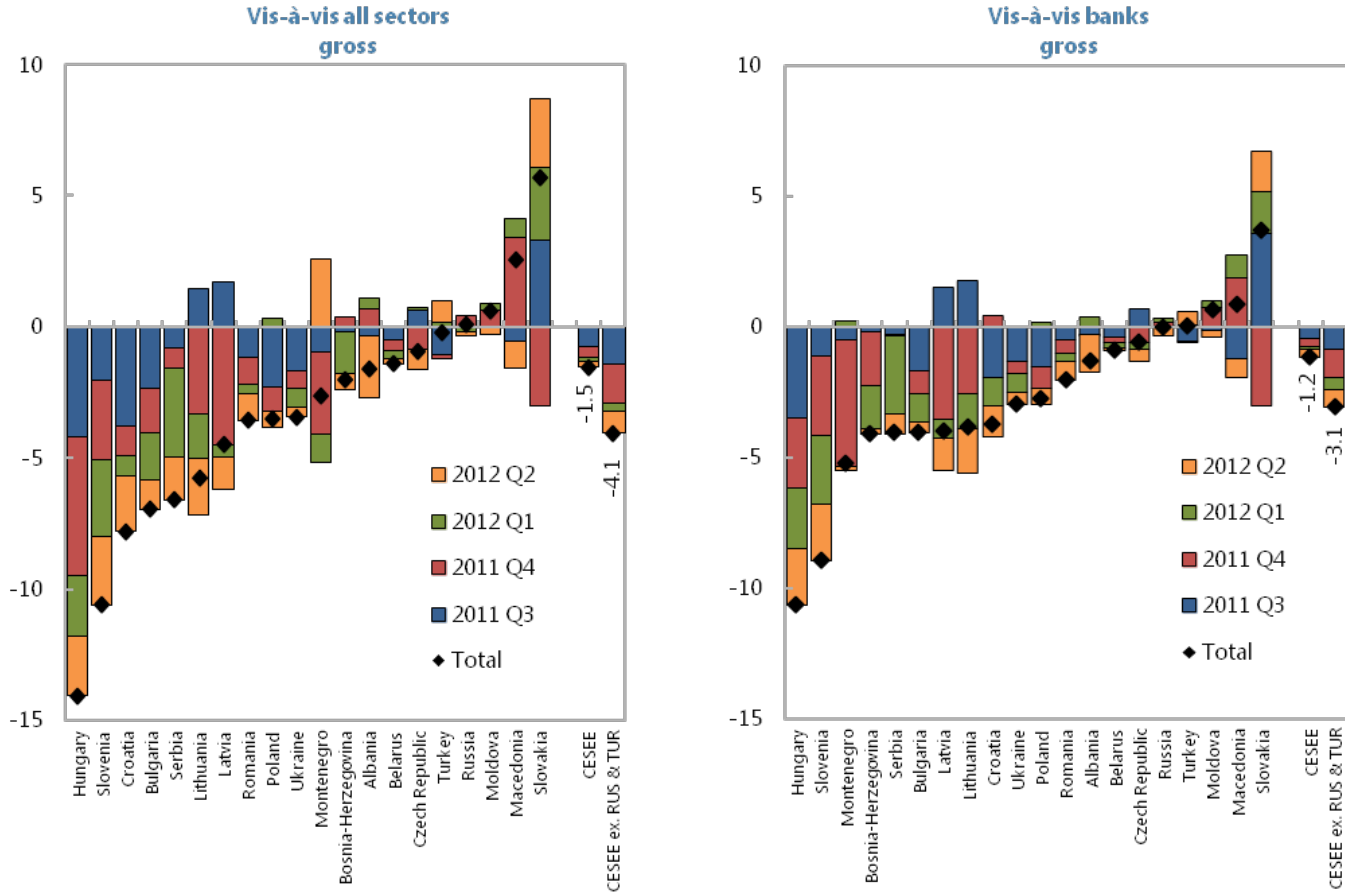 Vis-à-vis all sectors
gross
10
5
0
-5
-10
-15
-1.5
-4.1
2012 Q2
2012 Q1
2011 Q4
2011 Q3
Total
Hungary
Slovenia
Croatia
Bulgaria
Serbia
Lithuania
Latvia
Romania
Poland
Ukraine
Montenegro
Bosnia-Herzegovina
Albania
Belarus
Czech Republic
Turkey
Russia
Moldova
Macedonia
Slovakia
CESEE
CESEE ex. RUS & TUR
Vis-à-vis banks
gross
10
5
0
-5
-10
-15
-1.2
-3.1
2012 Q2
2012 Q1
2011 Q4
2011 Q3
Total
Hungary
Slovenia
Montenegro
Bosnia-Herzegovina
Serbia
Bulgaria
Latvia
Lithuania
Croatia
Ukraine
Poland
Romania
Albania
Belarus
Czech Republic
Russia
Turkey
Moldova
Macedonia
Slovakia
CESEE
CESEE ex. RUS & TUR